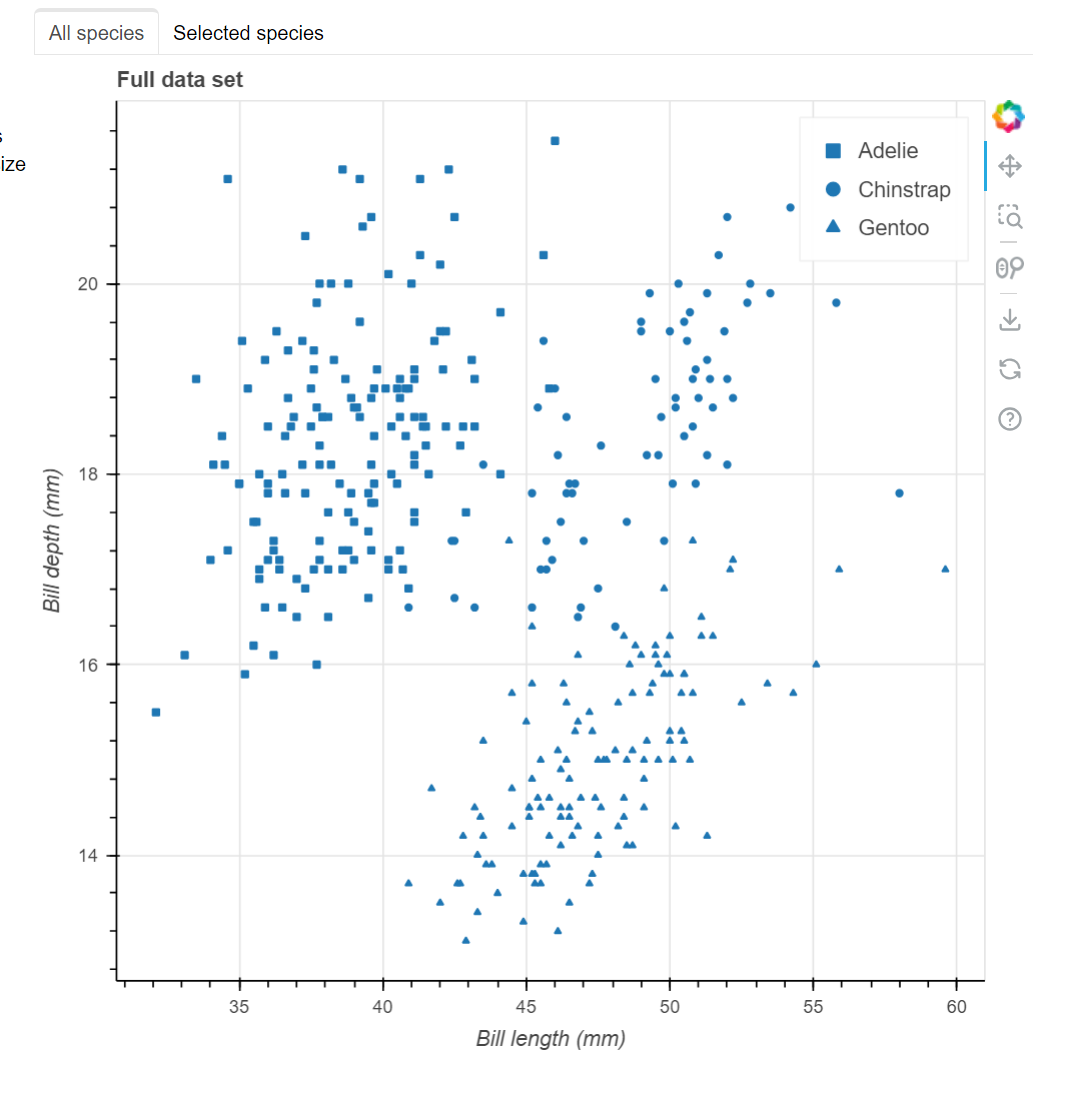 All species Selected species
Full data set
s
ize
Adelie
Chinstrap
Gentoo
20
18
16
14
Bill depth (mm)
35 40 45 50 55 60
Bill length (mm)